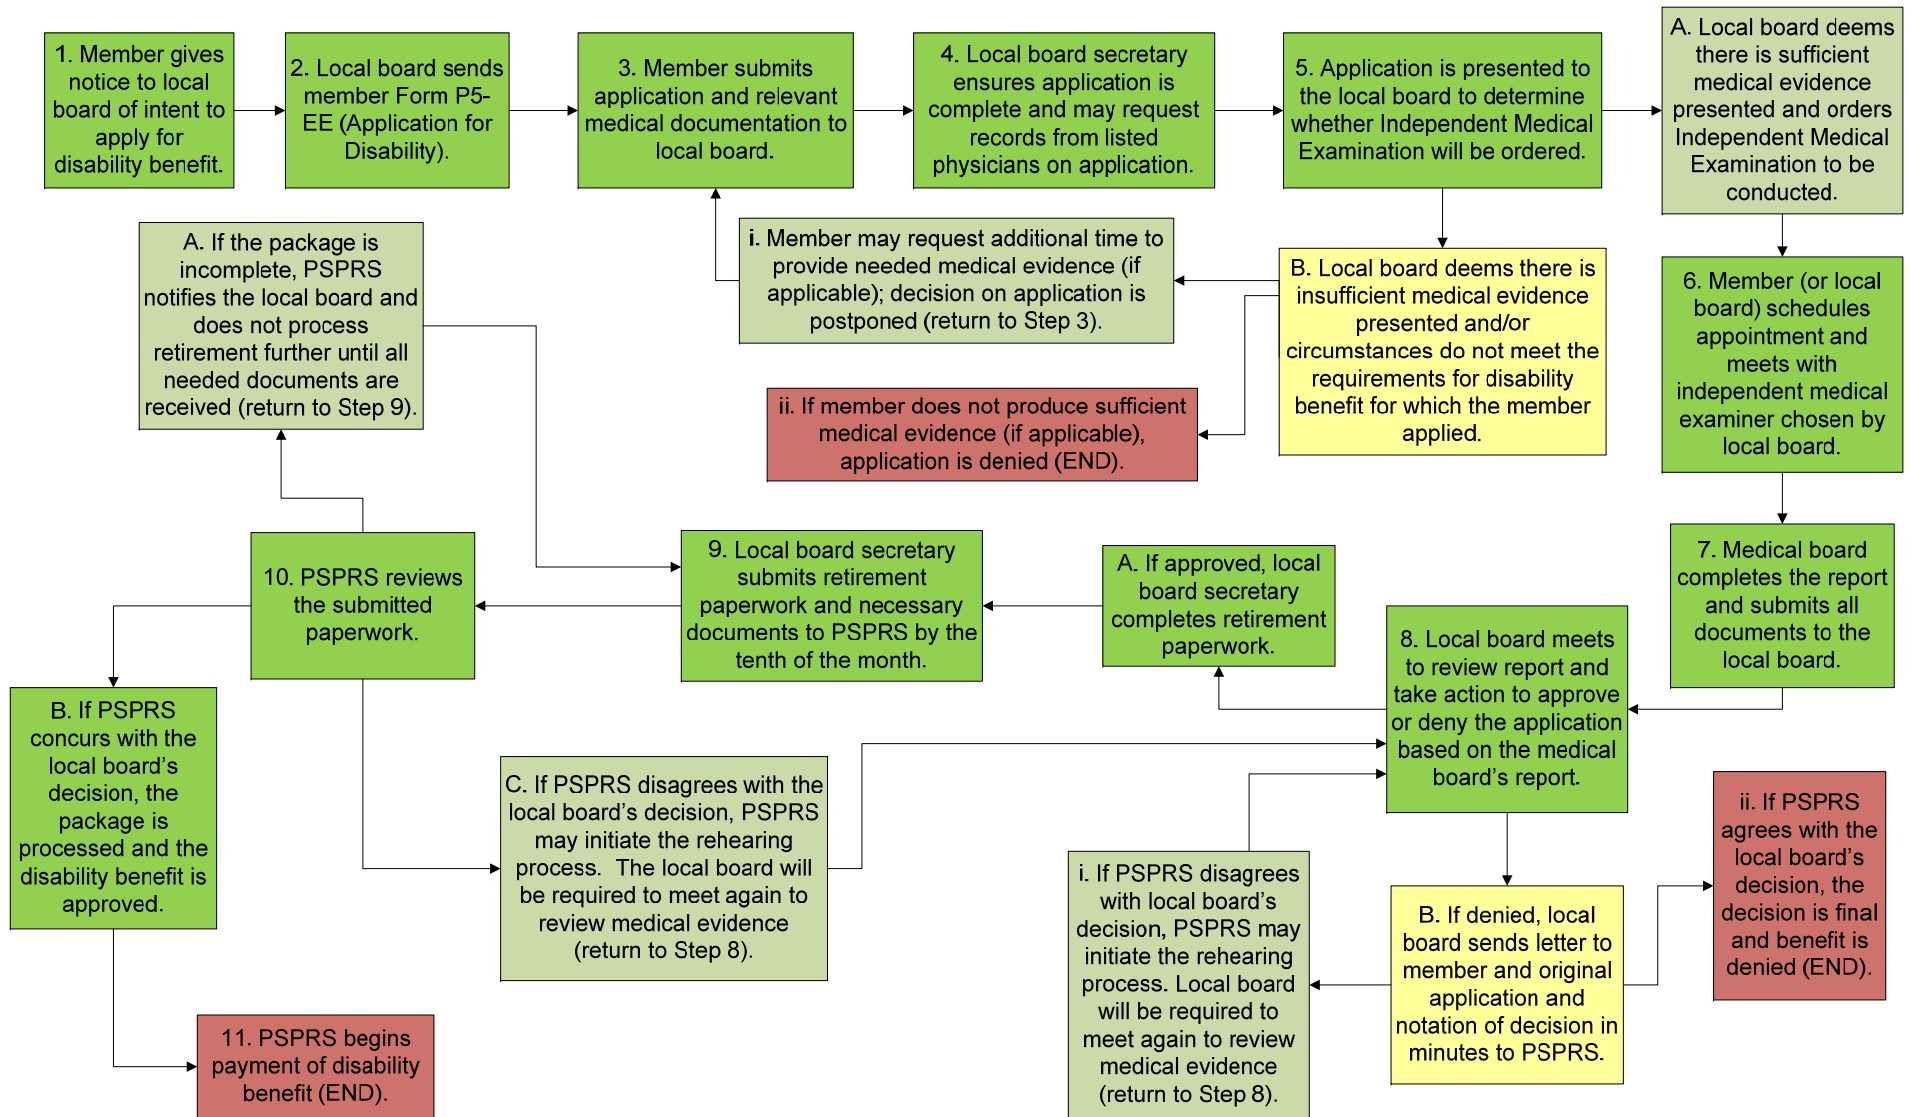 1. Member gives
notice to local
board of intent to
apply for
disability benefit.
2. Local board sends
member Form P5-
EE (Application for
Disability).
3. Member submits
application and relevant
medical documentation to
local board.
4. Local board secretary
ensures application is
complete and may request
records from listed
physicians on application.
5. Application is presented to
the local board to determine
whether Independent Medical
Examination will be ordered.
A. Local board deems
there is sufficient
medical evidence
presented and orders
Independent Medical
Examination to be
conducted.
B. Local board deems there is
insufficient medical evidence
presented and/or
circumstances do not meet the
requirements for disability
benefit for which the member
applied.
i. Member may request additional time to
provide needed medical evidence (if
applicable); decision on application is
postponed (return to Step 3).
ii. If member does not produce sufficient
medical evidence (if applicable),
application is denied (END).
6. Member (or local
board) schedules
appointment and
meets with
independent medical
examiner chosen by
local board.
7. Medical board
completes the report
and submits all
documents to the
local board.
8. Local board meets
to review report and
take action to approve
or deny the application
based on the medical
board's report.
A. If approved, local
board secretary
completes retirement
paperwork.
B. If denied, local
board sends letter to
member and original
application and
notation of decision in
minutes to PSPRS.
i. If PSPRS disagrees
with local board's
decision, PSPRS may
initiate the rehearing
process. Local board
will be required to
meet again to review
medical evidence
(return to Step 8).
ii. If PSPRS
agrees with the
local board's
decision, the
decision is final
and benefit is
denied (END).
9. Local board secretary
submits retirement
paperwork and necessary
documents to PSPRS by the
tenth of the month.
10. PSPRS reviews
the submitted
paperwork.
A. If the package is
incomplete, PSPRS
notifies the local board and
does not process
retirement further until all
needed documents are
received (return to Step 9).
B. If PSPRS
concurs with the
local board's
decision, the
package is
processed and the
disability benefit is
approved.
C. If PSPRS disagrees with the
local board's decision, PSPRS
may initiate the rehearing
process.  The local board will
be required to meet again to
review medical evidence
(return to Step 8).
11. PSPRS begins
payment of disability
benefit (END).